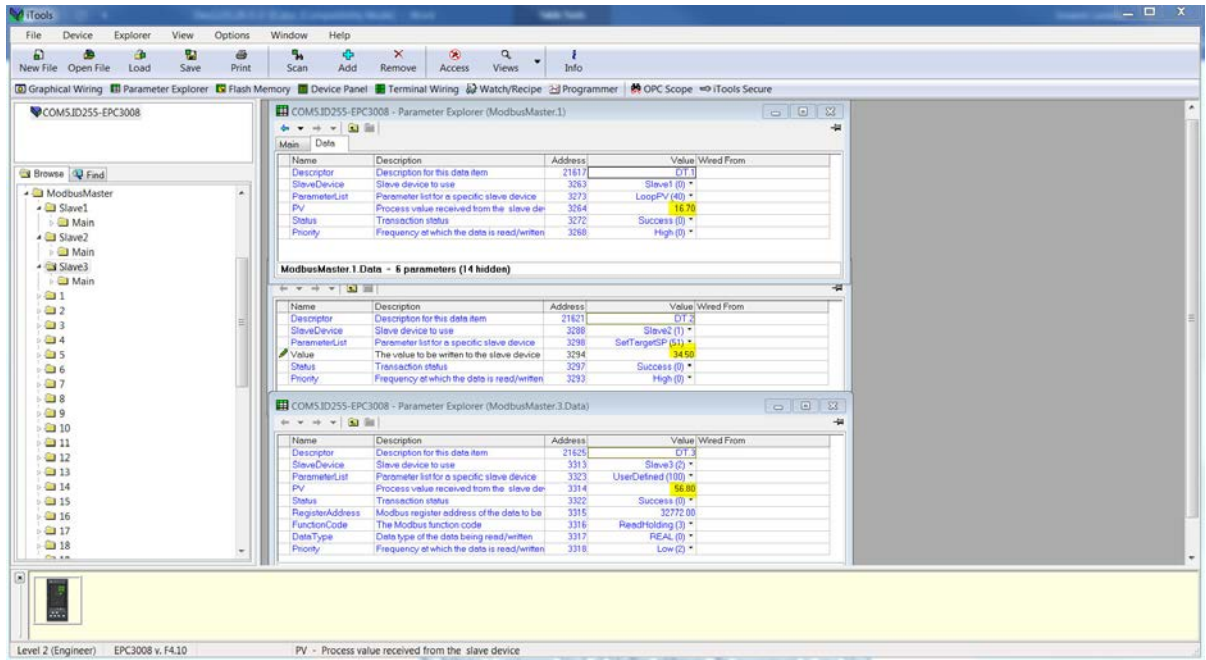 iTools
File Device Explorer View Options Window Help
New File Open File Load Save Print Scan Add Remove Access Views Info
Graphical Wiring Parameter Explorer Flash Memory Device Panel Terminal Wiring Watch/Recipe Programmer OPC Scope iTools Secure
COM5.ID255-EPC3008
Browse Find
ModbusMaster
Slave1
Main
Slave2
Main
Slave3
Main
1
2
3
4
5
6
7
8
9
10
11
12
13
14
15
16
17
18
COM5.ID255-EPC3008 - Parameter Explorer (ModbusMaster.1)
Main Data
Name Description Address Value Wired From
Descriptor Description for this data item 21617 DT.1
SlaveDevice Slave device to use 3263 Slave1 (0)
ParameterList Parameter list for a specific slave device 3273 LoopPV (40)
PV Process value received from the slave de 3264 16.70
Status Transaction status 3272 Success (0)
Priority Frequency at which the data is read/written 3268 High (0)
ModbusMaster.1.Data - 6 parameters (14 hidden)
Name Description Address Value Wired From
Descriptor Description for this data item 21621 DT.2
SlaveDevice Slave device to use 3288 Slave2 (1)
ParameterList Parameter list for a specific slave device 3298 SetTargetSP (51)
Value The value to be written to the slave device 3294 34.50
Status Transaction status 3297 Success (0)
Priority Frequency at which the data is read/written 3293 High (0)
COM5.ID255-EPC3008 - Parameter Explorer (ModbusMaster.3.Data)
Name Description Address Value Wired From
Descriptor Description for this data item 21625 DT.3
SlaveDevice Slave device to use 3313 Slave3 (2)
ParameterList Parameter list for a specific slave device 3323 UserDefined (100)
PV Process value received from the slave de 3314 56.80
Status Transaction status 3322 Success (0)
RegisterAddress Modbus register address of the data to be 3315 32772.00
FunctionCode The Modbus function code 3316 ReadHolding (3)
DataType Data type of the data being read/written 3317 REAL (0)
Priority Frequency at which the data is read/written 3318 Low (2)
Level 2 (Engineer) EPC3008 v. F4.10 PV - Process value received from the slave device